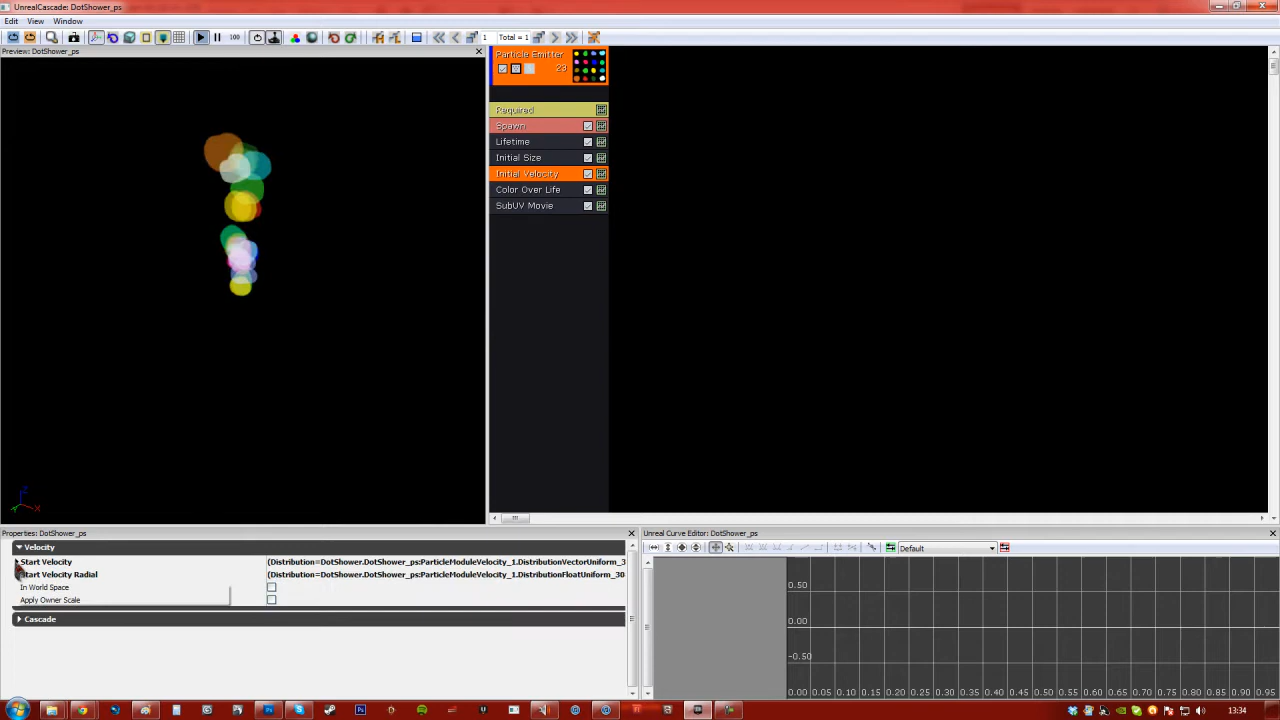 UnrealCascade: DotShower_ps
Edit View Window
100 1 Total = 1
Preview: DotShower_ps
Particle Emitter
23
Required
Spawn
Lifetime
Initial Size
Initial Velocity
Color Over Life
SubUV Movie
Z
X
Y
Properties: DotShower_ps
Velocity
Start Velocity (Distribution=DotShower.DotShower_ps:ParticleModuleVelocity_1.DistributionVectorUniform_3
Start Velocity Radial (Distribution=DotShower.DotShower_ps:ParticleModuleVelocity_1.DistributionFloatUniform_30
In World Space
Apply Owner Scale
Cascade
Unreal Curve Editor: DotShower_ps
Default
0.50
0.00
-0.50
0.00 0.05 0.10 0.15 0.20 0.25 0.30 0.35 0.40 0.45 0.50 0.55 0.60 0.65 0.70 0.75 0.80 0.85 0.90 0.95
13:34